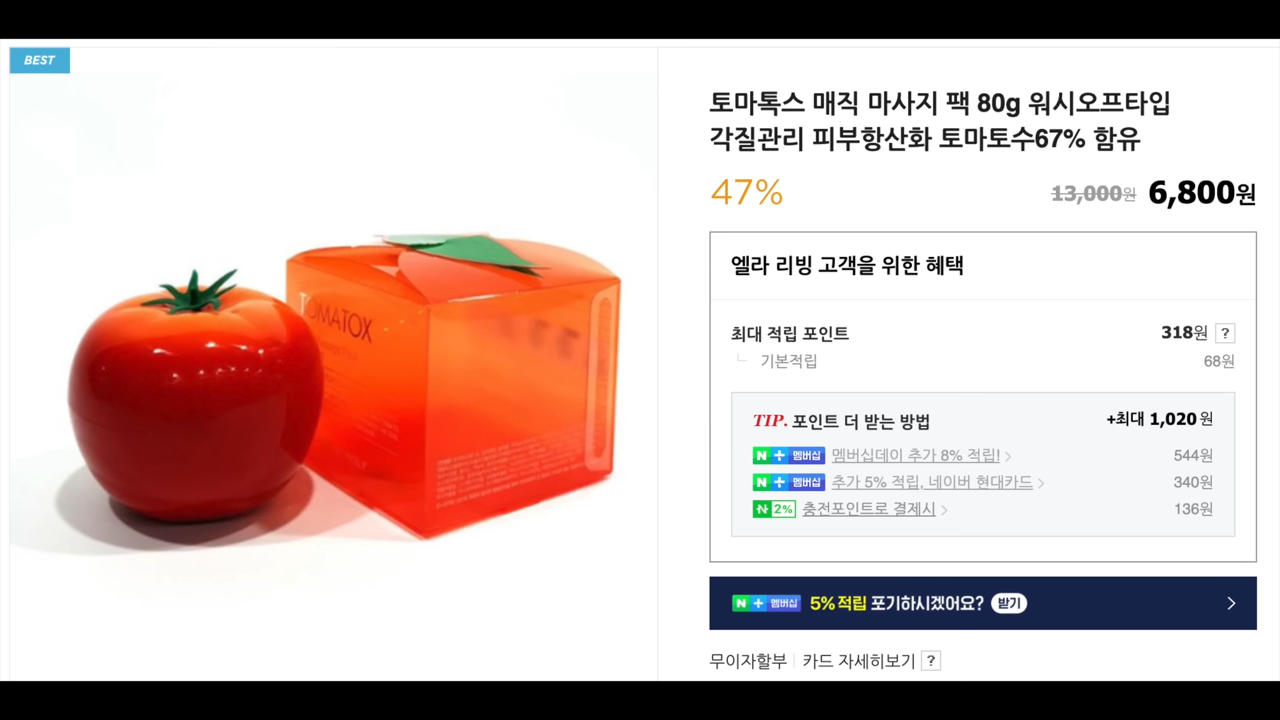 BEST
TOMATOX
토마톡스 매직 마사지 팩 80g 워시오프타입
각질관리 피부항산화 토마토수67% 함유
47% 13,000원 6,800원
엘라 리빙 고객을 위한 혜택
최대 적립 포인트 318원 ?
기본적립 68원
TIP. 포인트 더 받는 방법 +최대 1,020원
N+ 멤버십 멤버십데이 추가 8% 적립! > 544원
N+ 멤버십 추가 5% 적립, 네이버 현대카드 > 340원
N 2% 충전포인트로 결제시 > 136원
N+ 멤버십 5% 적립 포기하시겠어요? 받기 >
무이자할부 카드 자세히보기 ?